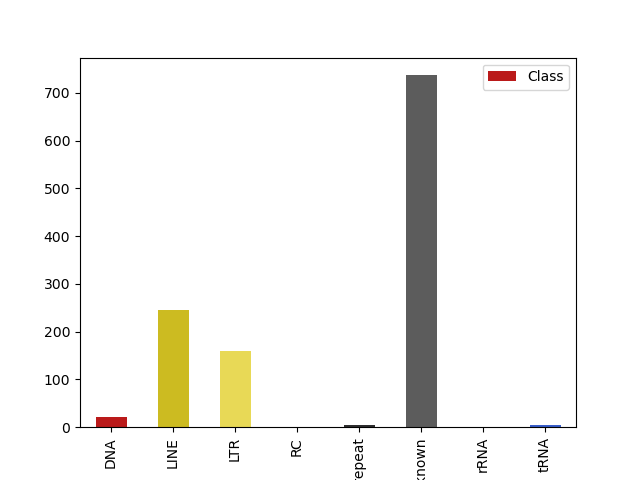 Class
700
600
500
400
300
200
100
0
DNA
LINE
LTR
RC
repeat
known
rRNA
tRNA